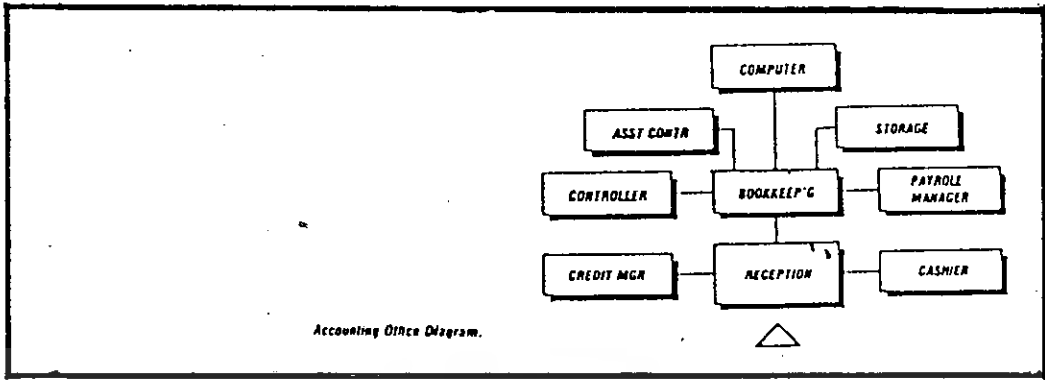 COMPUTER
ASST CONTR
STORAGE
CONTROLLER
BOOKKEEP'G
PAYROLL
MANAGER
CREDIT MGR
RECEPTION
CASHIER
Accounting Office Diagram.